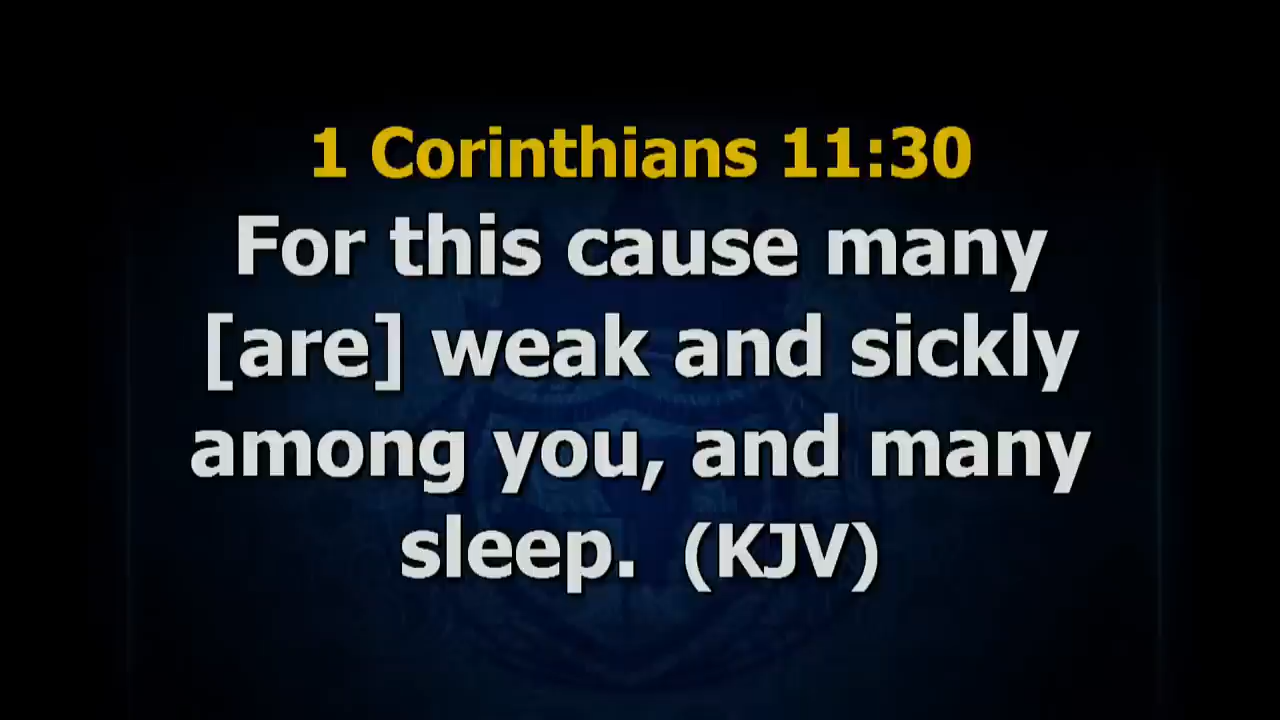 1 Corinthians 11:30
For this cause many
[are] weak and sickly
among you, and many
sleep.  (KJV)